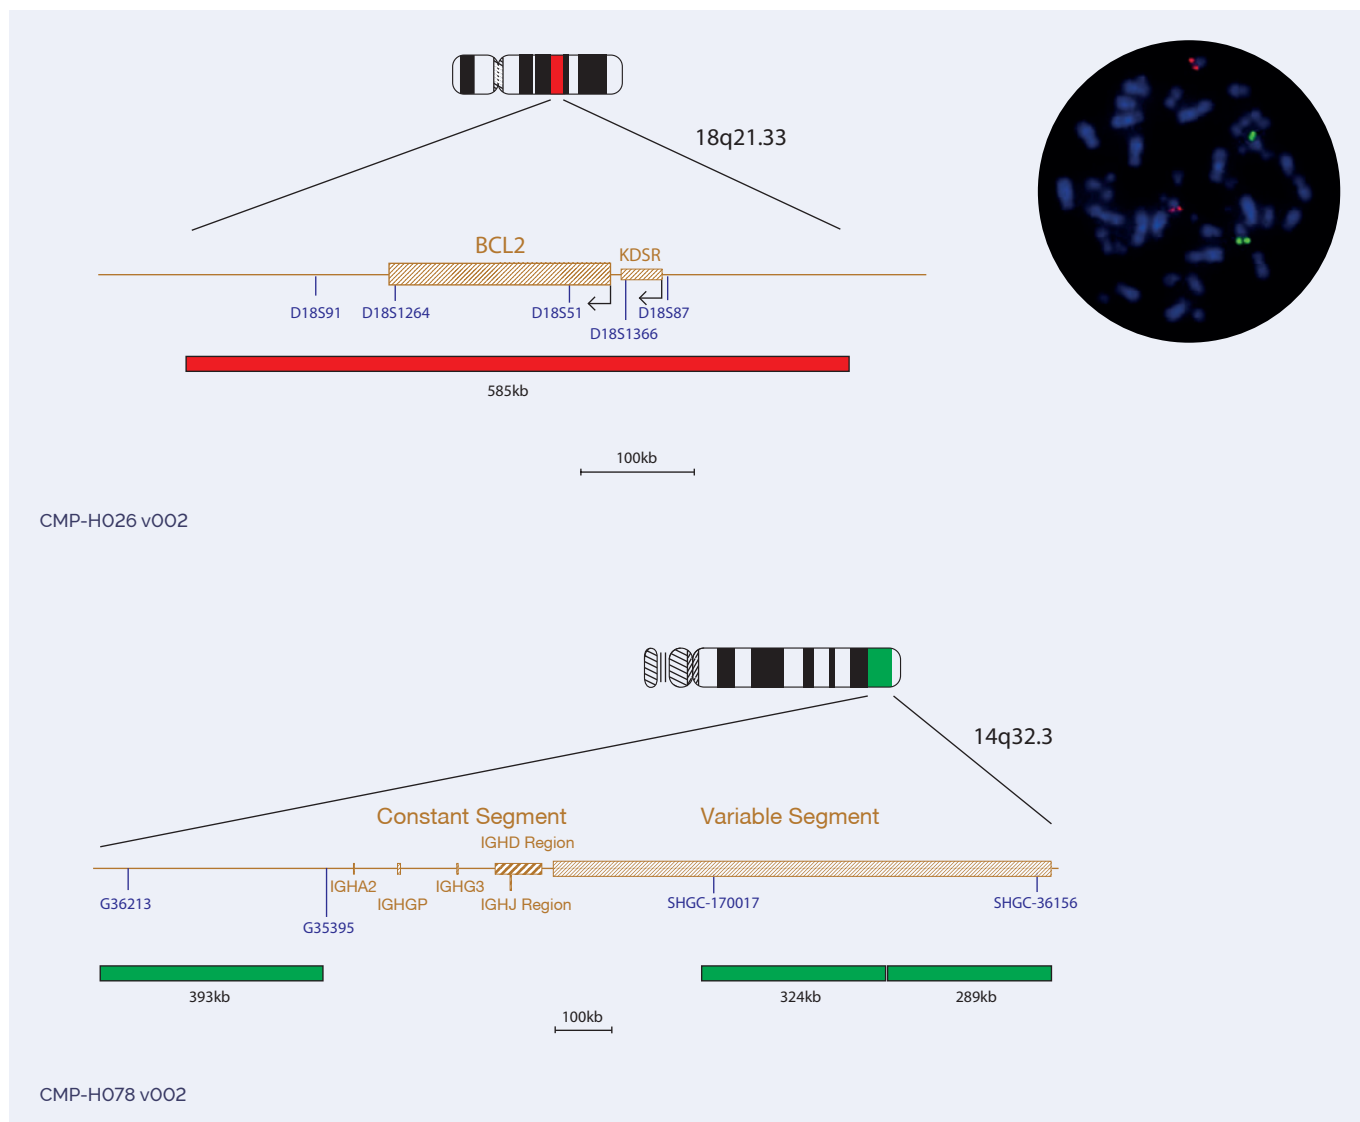 18q21.33
BCL2
KDSR
D18S91
D18S1264
D18S51
D18S87
D18S1366
585kb
100kb
CMP-H026 v002
14q32.3
Constant Segment
Variable Segment
IGHD Region
IGHA2
IGHG3
IGHGP
IGHJ Region
G36213
SHGC-170017
SHGC-36156
G35395
393kb
324kb
289kb
100kb
CMP-H078 v002